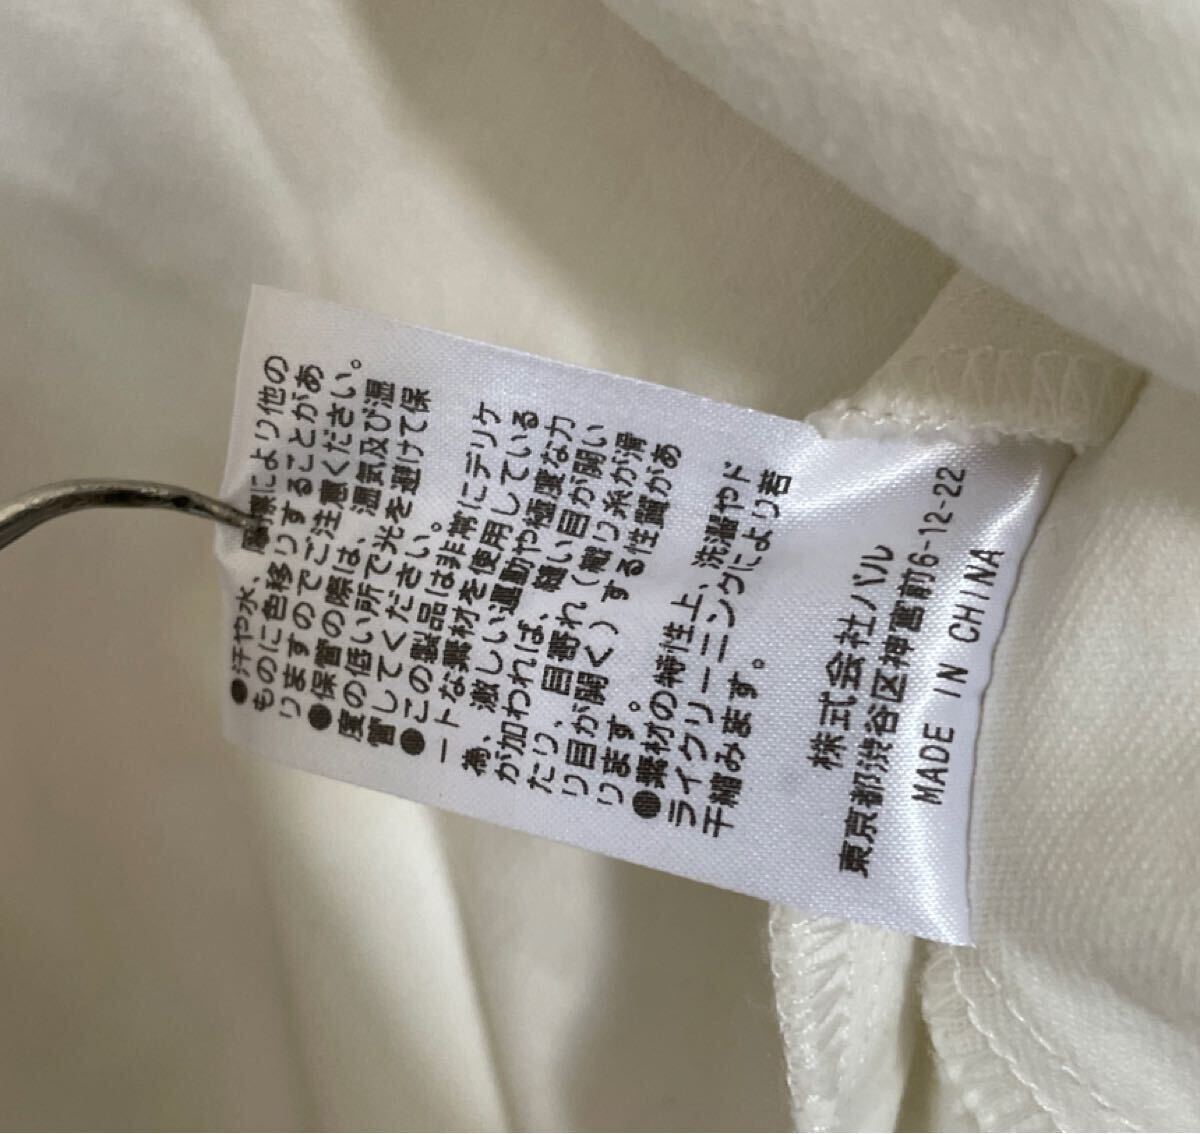 ●汗や水、摩擦により他の
ものに色移りすることがあ
りますのでご注意ください。
●保管の際は、湿気及び温
度の低い所で光を避けて保
管してください。
●この製品は非常にデリケ
ートな素材を使用している
為、激しい運動や極度な力
が加われば、縫い目が開い
たり、目寄れ(織り糸が滑
り目が開く)する性質があ
ります。
●素材の特性上、洗濯やド
ライクリーニングにより若
干縮みます。
株式会社パル
東京都渋谷区神宮前6-12-22
MADE IN CHINA